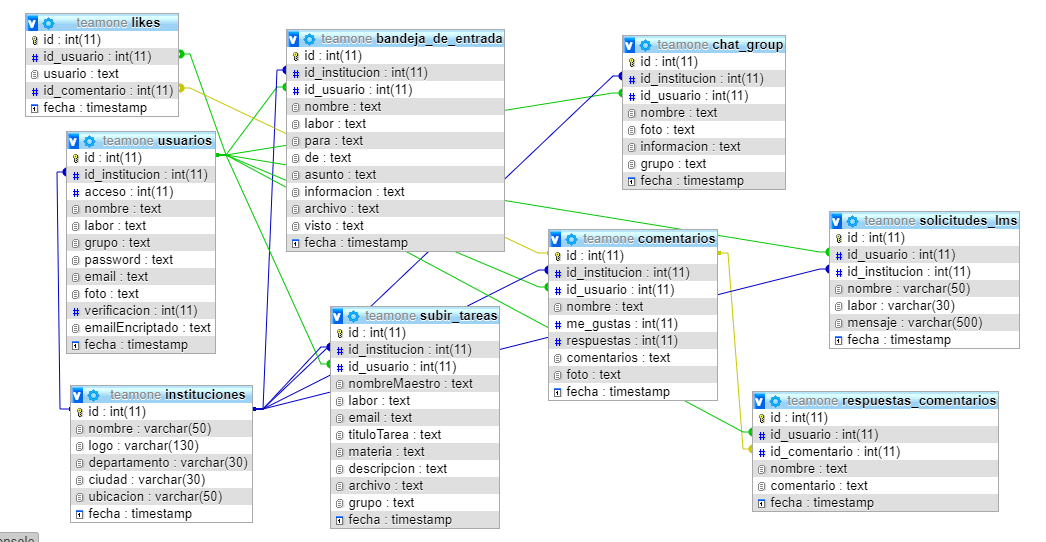 teamone likes
id : int(11)
id_usuario : int(11)
usuario : text
id_comentario : int(11)
fecha : timestamp
teamone usuarios
id : int(11)
id_institucion : int(11)
acceso : int(11)
nombre : text
labor : text
grupo : text
password : text
email : text
foto : text
verificacion : int(11)
emailEncriptado : text
fecha : timestamp
teamone instituciones
id : int(11)
nombre : varchar(50)
logo : varchar(130)
departamento : varchar(30)
ciudad : varchar(30)
ubicacion : varchar(50)
fecha : timestamp
teamone bandeja_de_entrada
id : int(11)
id_institucion : int(11)
id_usuario : int(11)
nombre : text
labor : text
para : text
de : text
asunto : text
informacion : text
archivo : text
visto : text
fecha : timestamp
teamone subir_tareas
id : int(11)
id_institucion : int(11)
id_usuario : int(11)
nombreMaestro : text
labor : text
email : text
tituloTarea : text
materia : text
descripcion : text
archivo : text
grupo : text
fecha : timestamp
teamone chat_group
id : int(11)
id_institucion : int(11)
id_usuario : int(11)
nombre : text
foto : text
informacion : text
grupo : text
fecha : timestamp
teamone comentarios
id : int(11)
id_institucion : int(11)
id_usuario : int(11)
nombre : text
me_gustas : int(11)
respuestas : int(11)
comentarios : text
foto : text
fecha : timestamp
teamone solicitudes_lms
id : int(11)
id_usuario : int(11)
id_institucion : int(11)
nombre : varchar(50)
labor : varchar(30)
mensaje : varchar(500)
fecha : timestamp
teamone respuestas_comentarios
id : int(11)
id_usuario : int(11)
id_comentario : int(11)
nombre : text
comentario : text
fecha : timestamp